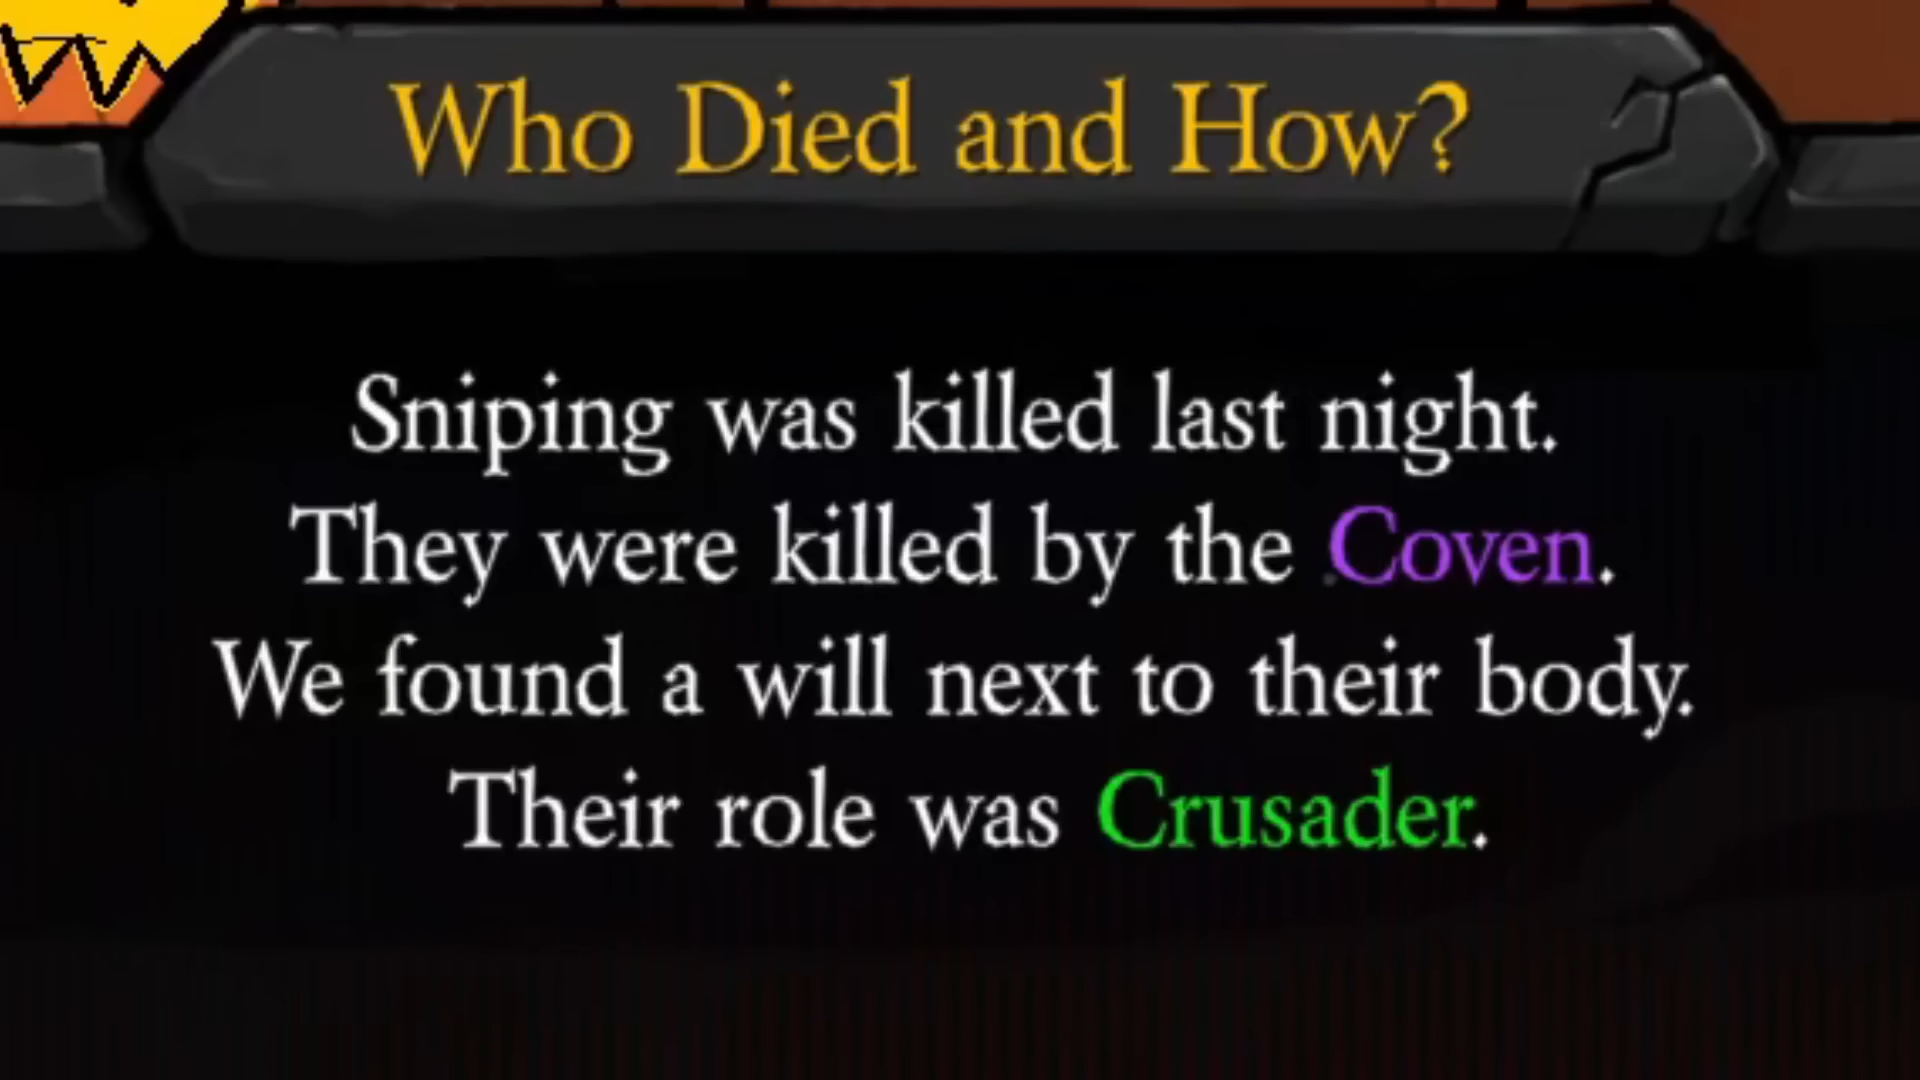 Who Died and How?
Sniping was killed last night.
They were killed by the Coven.
We found a will next to their body.
Their role was Crusader.